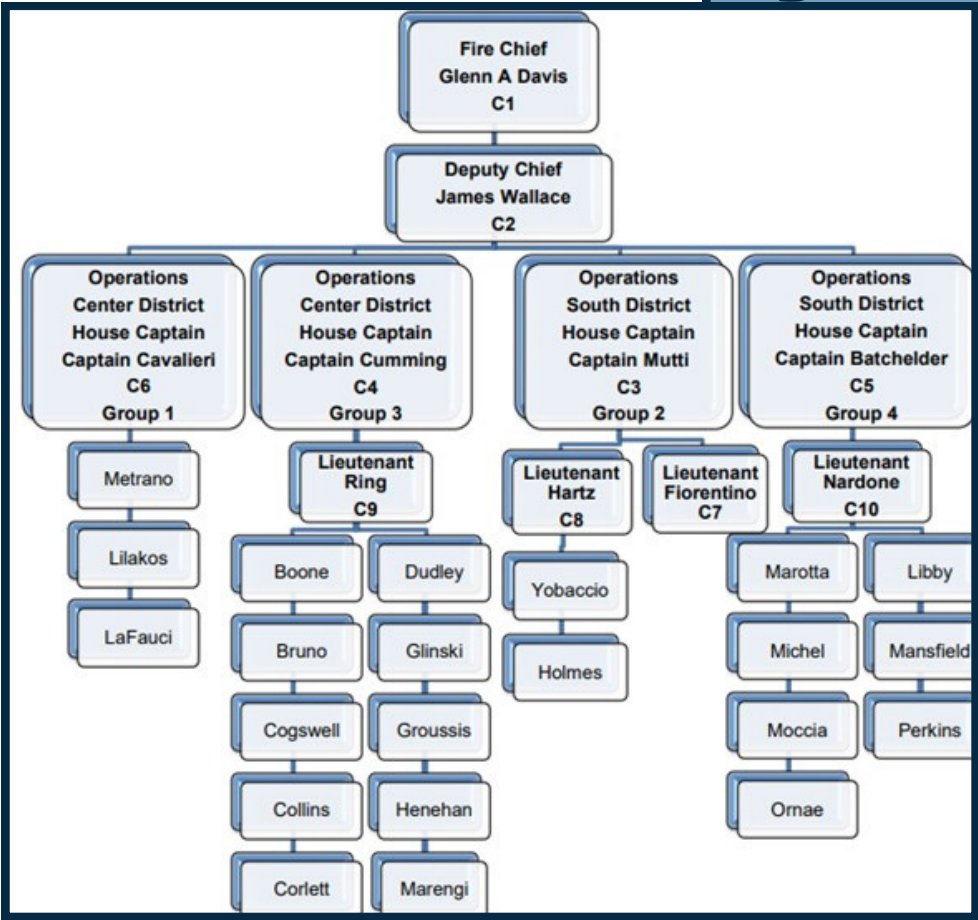 Fire Chief
Glenn A Davis
C1
Deputy Chief
James Wallace
C2
Operations
Center District
House Captain
Captain Cavalieri
C6
Group 1
Metrano
Lilakos
LaFauci
Operations
Center District
House Captain
Captain Cumming
C4
Group 3
Lieutenant
Ring
C9
Boone
Bruno
Cogswell
Collins
Corlett
Dudley
Glinski
Groussis
Henehan
Marengi
Operations
South District
House Captain
Captain Mutti
C3
Group 2
Lieutenant
Hartz
C8
Yobaccio
Holmes
Lieutenant
Fiorentino
C7
Operations
South District
House Captain
Captain Batchelder
C5
Group 4
Lieutenant
Nardone
C10
Marotta
Michel
Moccia
Ornae
Libby
Mansfield
Perkins